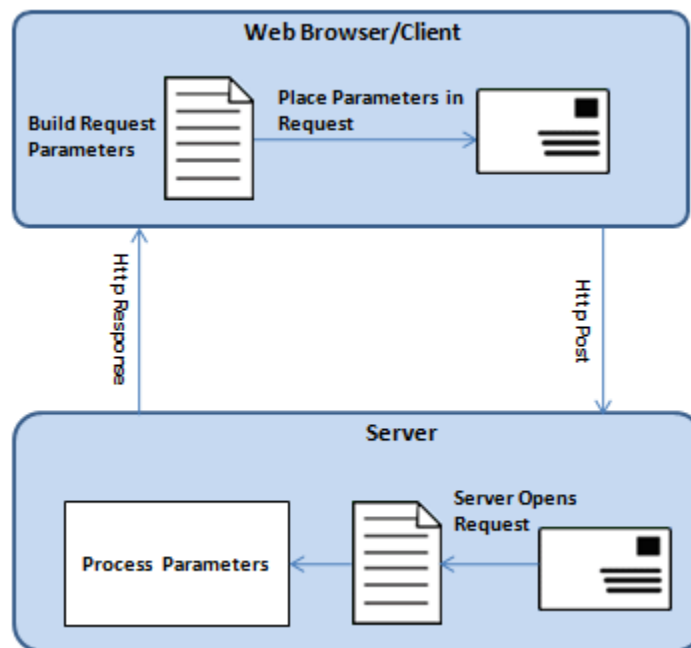 Web Browser/Client
Build Request
Parameters
Place Parameters in
Request
Http Response
Http Post
Server
Process Parameters
Server Opens
Request